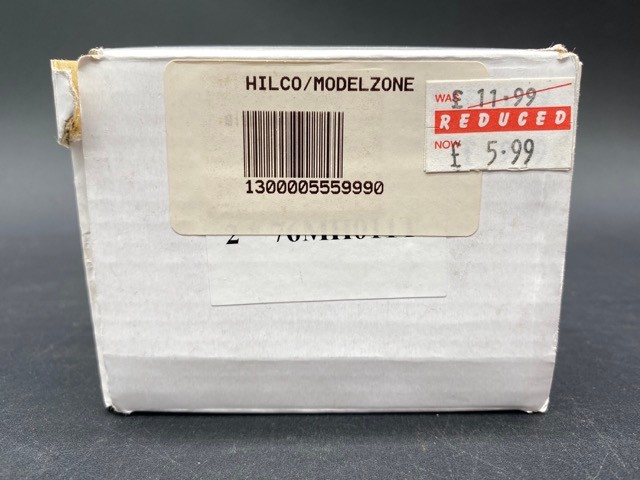 HILCO/MODELZONE
1300005559990
WAS £ 11.99
REDUCED
NOW £ 5.99